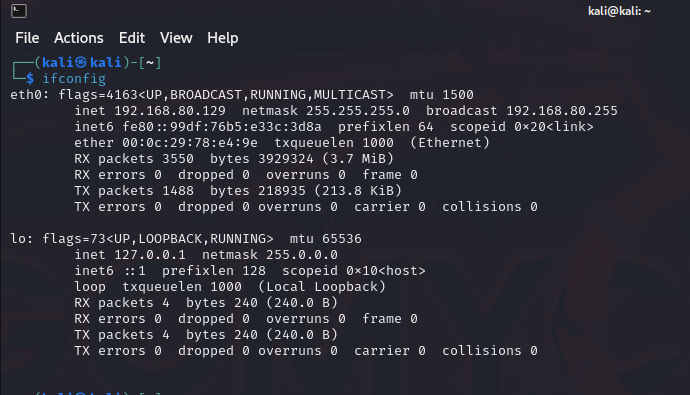 kali@kali: ~
File Actions Edit View Help
┌──(kali㉿kali)-[~]
└─$ ifconfig
eth0: flags=4163<UP,BROADCAST,RUNNING,MULTICAST>  mtu 1500
        inet 192.168.80.129  netmask 255.255.255.0  broadcast 192.168.80.255
        inet6 fe80::99df:76b5:e33c:3d8a  prefixlen 64  scopeid 0×20<link>
        ether 00:0c:29:78:e4:9e  txqueuelen 1000  (Ethernet)
        RX packets 3550  bytes 3929324 (3.7 MiB)
        RX errors 0  dropped 0  overruns 0  frame 0
        TX packets 1488  bytes 218935 (213.8 KiB)
        TX errors 0  dropped 0 overruns 0  carrier 0  collisions 0
lo: flags=73<UP,LOOPBACK,RUNNING>  mtu 65536
        inet 127.0.0.1  netmask 255.0.0.0
        inet6 ::1  prefixlen 128  scopeid 0×10<host>
        loop  txqueuelen 1000  (Local Loopback)
        RX packets 4  bytes 240 (240.0 B)
        RX errors 0  dropped 0  overruns 0  frame 0
        TX packets 4  bytes 240 (240.0 B)
        TX errors 0  dropped 0 overruns 0  carrier 0  collisions 0